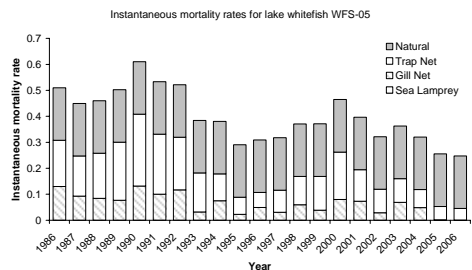 Instantaneous mortality rates for lake whitefish WFS-05
0.7
0.6
0.5
0.4
0.3
0.2
0.1
0
Instantaneous mortality rate
Natural
Trap Net
Gill Net
Sea Lamprey
1986 1987 1988 1989 1990 1991 1992 1993 1994 1995 1996 1997 1998 1999 2000 2001 2002 2003 2004 2005 2006
Year